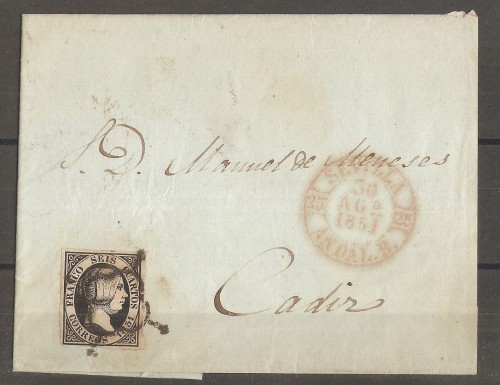 S. D. Manuel de Meneses
SEVILLA
30
AGo
1851
ANDAL. B.
Cadiz
FRANCO SEIS CUARTOS
CORREOS 1851